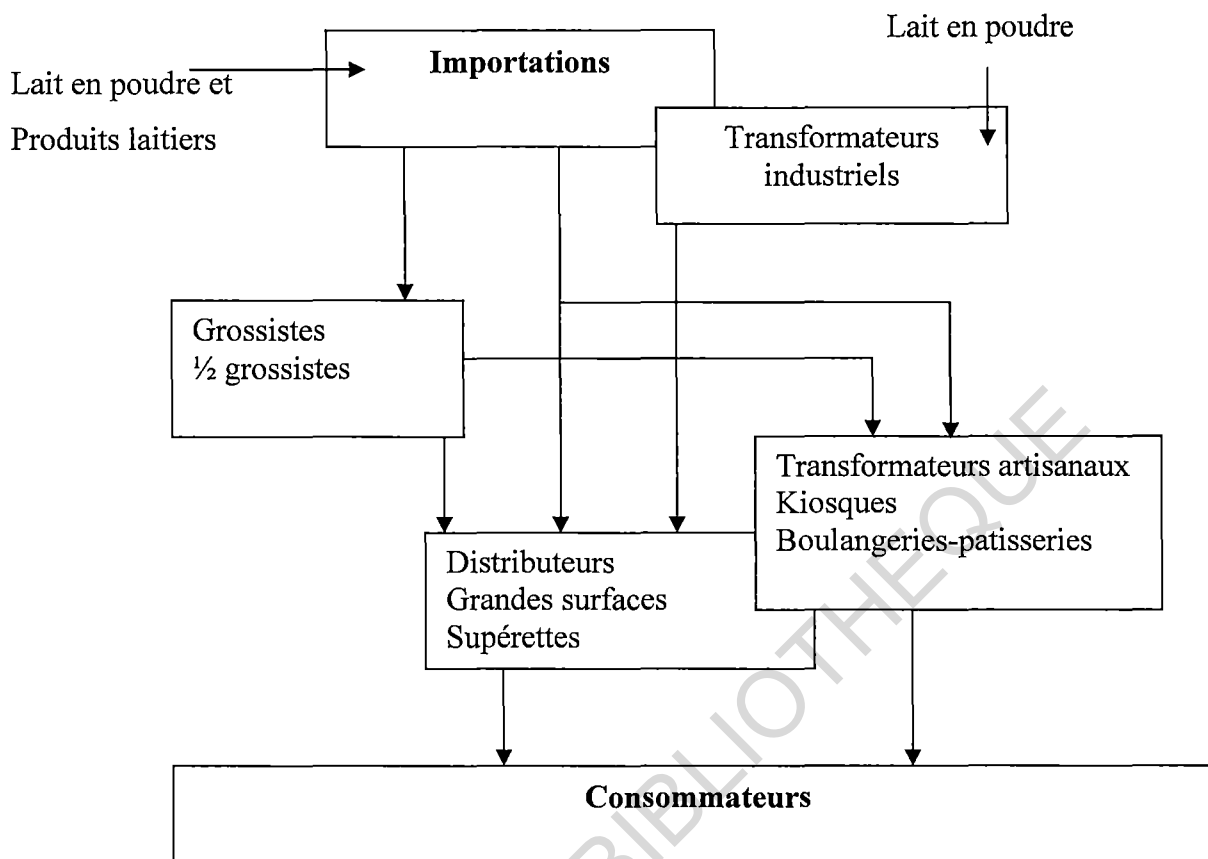 Lait en poudre
Importations
Lait en poudre et
Produits laitiers
Transformateurs
industriels
Grossistes
½ grossistes
Transformateurs artisanaux
Kiosques
Boulangeries-patisseries
Distributeurs
Grandes surfaces
Supérettes
Consommateurs
BIBLIOTHEQUE